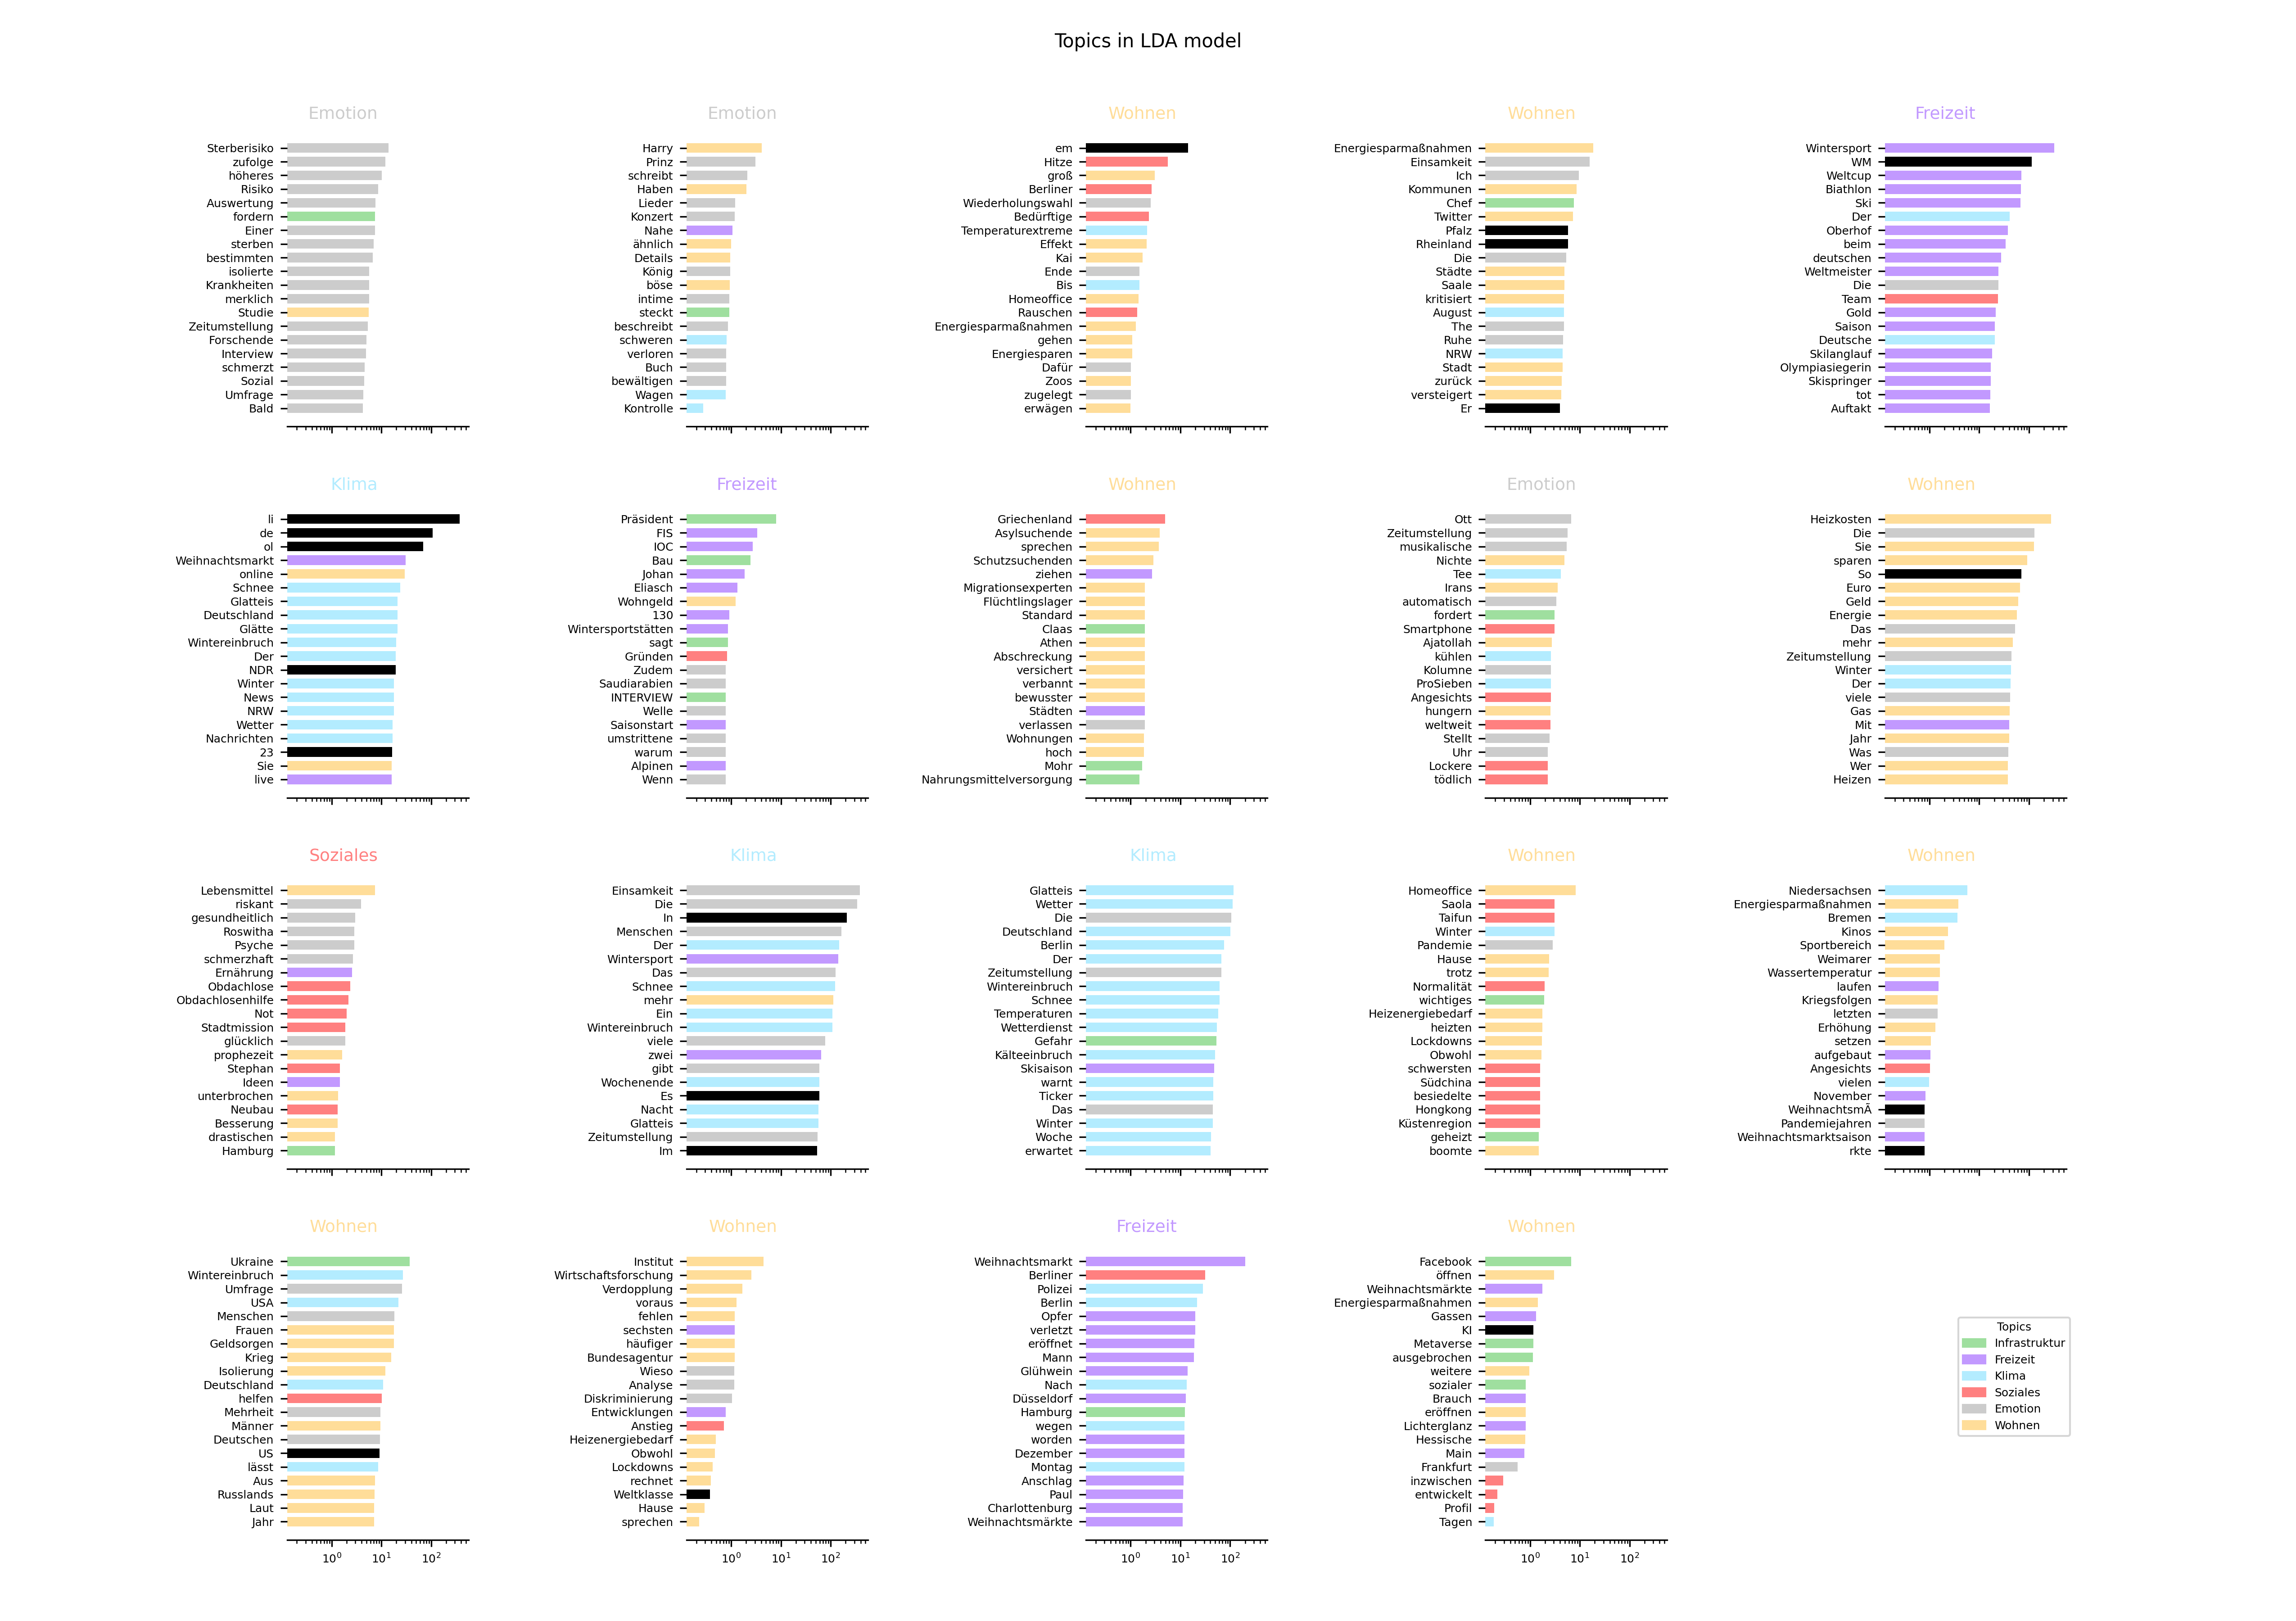 Topics in LDA model
Emotion
Sterberisiko
zufolge
höheres
Risiko
Auswertung
fordern
Einer
sterben
bestimmten
isolierte
Krankheiten
merklich
Studie
Zeitumstellung
Forschende
Interview
schmerzt
Sozial
Umfrage
Bald
Emotion
Harry
Prinz
schreibt
Haben
Lieder
Konzert
Nahe
ähnlich
Details
König
böse
intime
steckt
beschreibt
schweren
verloren
Buch
bewältigen
Wagen
Kontrolle
Wohnen
em
Hitze
groß
Berliner
Wiederholungswahl
Bedürftige
Temperaturextreme
Effekt
Kai
Ende
Bis
Homeoffice
Rauschen
Energiesparmaßnahmen
gehen
Energiesparen
Dafür
Zoos
zugelegt
erwägen
Wohnen
Energiesparmaßnahmen
Einsamkeit
Ich
Kommunen
Chef
Twitter
Pfalz
Rheinland
Die
Städte
Saale
kritisiert
August
The
Ruhe
NRW
Stadt
zurück
versteigert
Er
Freizeit
Wintersport
WM
Weltcup
Biathlon
Ski
Der
Oberhof
beim
deutschen
Weltmeister
Die
Team
Gold
Saison
Deutsche
Skilanglauf
Olympiasiegerin
Skispringer
tot
Auftakt
Klima
li
de
ol
Weihnachtsmarkt
online
Schnee
Glatteis
Deutschland
Glätte
Wintereinbruch
Der
NDR
Winter
News
NRW
Wetter
Nachrichten
23
Sie
live
Freizeit
Präsident
FIS
IOC
Bau
Johan
Eliasch
Wohngeld
130
Wintersportstätten
sagt
Gründen
Zudem
Saudiarabien
INTERVIEW
Welle
Saisonstart
umstrittene
warum
Alpinen
Wenn
Wohnen
Griechenland
Asylsuchende
sprechen
Schutzsuchenden
ziehen
Migrationsexperten
Flüchtlingslager
Standard
Claas
Athen
Abschreckung
versichert
verbannt
bewusster
Städten
verlassen
Wohnungen
hoch
Mohr
Nahrungsmittelversorgung
Emotion
Ott
Zeitumstellung
musikalische
Nichte
Tee
Irans
automatisch
fordert
Smartphone
Ajatollah
kühlen
Kolumne
ProSieben
Angesichts
hungern
weltweit
Stellt
Uhr
Lockere
tödlich
Wohnen
Heizkosten
Die
Sie
sparen
So
Euro
Geld
Energie
Das
mehr
Zeitumstellung
Winter
Der
viele
Gas
Mit
Jahr
Was
Wer
Heizen
Soziales
Lebensmittel
riskant
gesundheitlich
Roswitha
Psyche
schmerzhaft
Ernährung
Obdachlose
Obdachlosenhilfe
Not
Stadtmission
glücklich
prophezeit
Stephan
Ideen
unterbrochen
Neubau
Besserung
drastischen
Hamburg
Klima
Einsamkeit
Die
In
Menschen
Der
Wintersport
Das
Schnee
mehr
Ein
Wintereinbruch
viele
zwei
gibt
Wochenende
Es
Nacht
Glatteis
Zeitumstellung
Im
Klima
Glatteis
Wetter
Die
Deutschland
Berlin
Der
Zeitumstellung
Wintereinbruch
Schnee
Temperaturen
Wetterdienst
Gefahr
Kälteeinbruch
Skisaison
warnt
Ticker
Das
Winter
Woche
erwartet
Wohnen
Homeoffice
Saola
Taifun
Winter
Pandemie
Hause
trotz
Normalität
wichtiges
Heizenergiebedarf
heizten
Lockdowns
Obwohl
schwersten
Südchina
besiedelte
Hongkong
Küstenregion
geheizt
boomte
Wohnen
Niedersachsen
Energiesparmaßnahmen
Bremen
Kinos
Sportbereich
Weimarer
Wassertemperatur
laufen
Kriegsfolgen
letzten
Erhöhung
setzen
aufgebaut
Angesichts
vielen
November
WeihnachtsmÃ
Pandemiejahren
Weihnachtsmarktsaison
rkte
Wohnen
Ukraine
Wintereinbruch
Umfrage
USA
Menschen
Frauen
Geldsorgen
Krieg
Isolierung
Deutschland
helfen
Mehrheit
Männer
Deutschen
US
lässt
Aus
Russlands
Laut
Jahr
10⁰ 10¹ 10²
Wohnen
Institut
Wirtschaftsforschung
Verdopplung
voraus
fehlen
sechsten
häufiger
Bundesagentur
Wieso
Analyse
Diskriminierung
Entwicklungen
Anstieg
Heizenergiebedarf
Obwohl
Lockdowns
rechnet
Weltklasse
Hause
sprechen
10⁰ 10¹ 10²
Freizeit
Weihnachtsmarkt
Berliner
Polizei
Berlin
Opfer
verletzt
eröffnet
Mann
Glühwein
Nach
Düsseldorf
Hamburg
wegen
worden
Dezember
Montag
Anschlag
Paul
Charlottenburg
Weihnachtsmärkte
10⁰ 10¹ 10²
Wohnen
Facebook
öffnen
Weihnachtsmärkte
Energiesparmaßnahmen
Gassen
KI
Metaverse
ausgebrochen
weitere
sozialer
Brauch
eröffnen
Lichterglanz
Hessische
Main
Frankfurt
inzwischen
entwickelt
Profil
Tagen
10⁰ 10¹ 10²
Topics
Infrastruktur
Freizeit
Klima
Soziales
Emotion
Wohnen